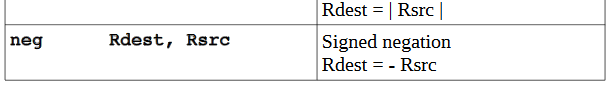 Rdest = | Rsrc |
neg Rdest, Rsrc
Signed negation
Rdest = - Rsrc